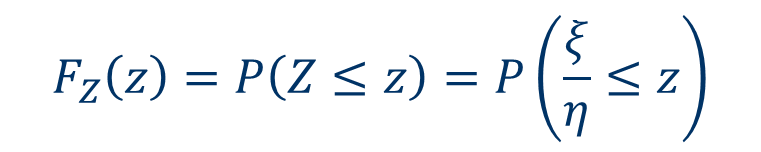 F_Z(z) = P(Z ≤ z) = P(ξ/η ≤ z)